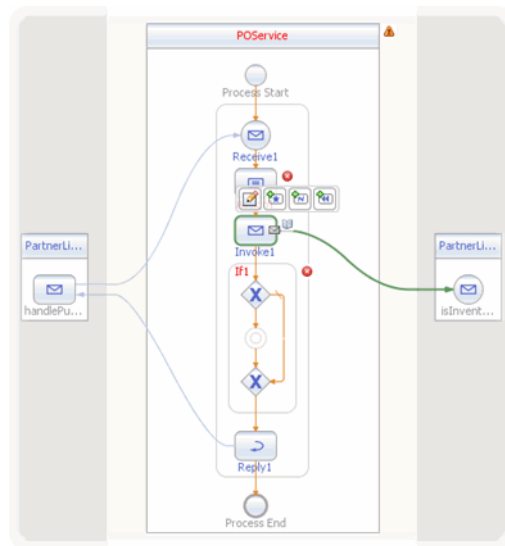 POService
Process Start
Receive1
Invoke1
PartnerLi...
handlePu...
PartnerLi...
isInvent...
If1
Reply1
Process End